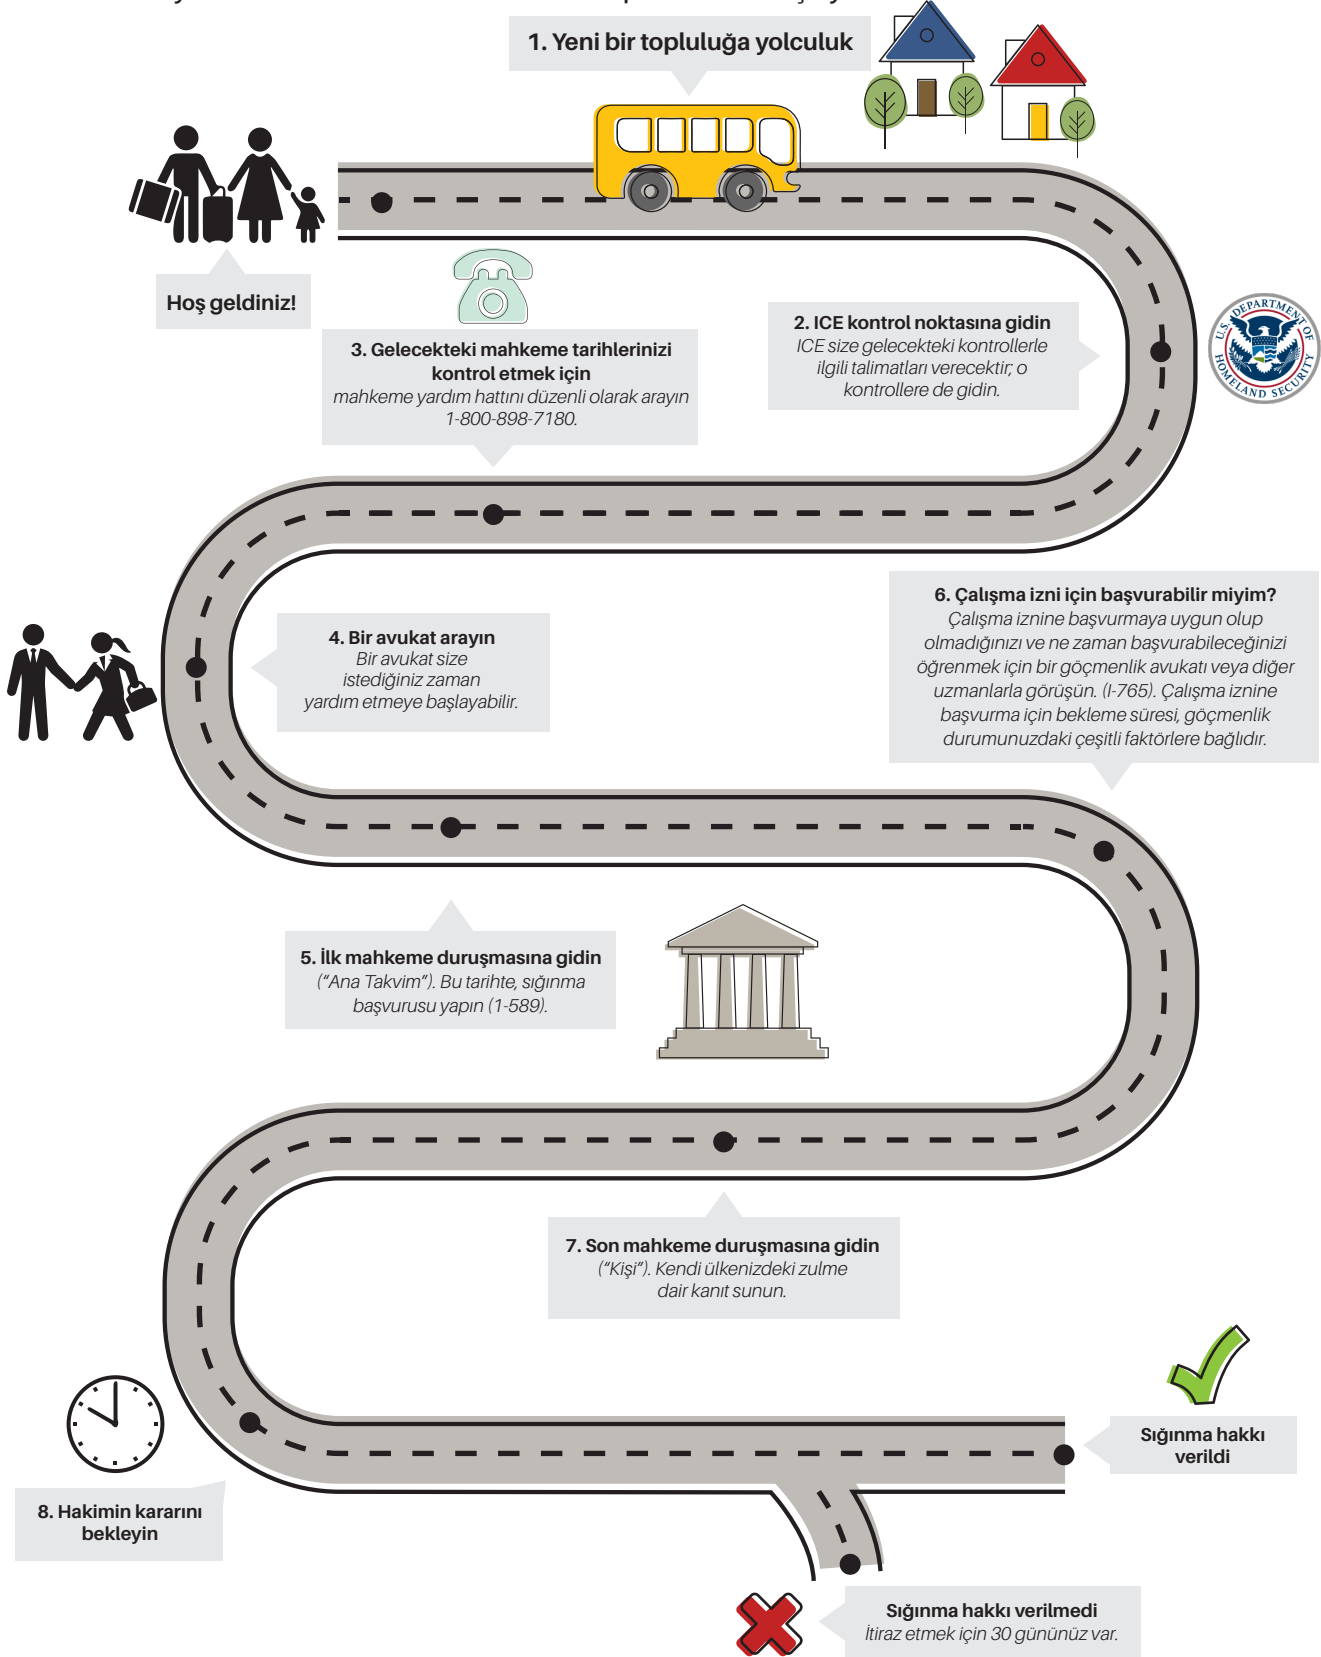 1. Yeni bir topluluğa yolculuk
Hoş geldiniz!
2. ICE kontrol noktasına gidin
ICE size gelecekteki kontrollerle
ilgili talimatları verecektir; o
kontrollere de gidin.
U.S. DEPARTMENT OF
HOMELAND SECURITY
3. Gelecekteki mahkeme tarihlerinizi
kontrol etmek için
mahkeme yardım hattını düzenli olarak arayın
1-800-898-7180.
4. Bir avukat arayın
Bir avukat size
istediğiniz zaman
yardım etmeye başlayabilir.
5. İlk mahkeme duruşmasına gidin
(“Ana Takvim”). Bu tarihte, sığınma
başvurusu yapın (1-589).
6. Çalışma izni için başvurabilir miyim?
Çalışma iznine başvurmaya uygun olup
olmadığınızı ve ne zaman başvurabileceğinizi
öğrenmek için bir göçmenlik avukatı veya diğer
uzmanlarla görüşün. (I-765). Çalışma iznine
başvurma için bekleme süresi, göçmenlik
durumunuzdaki çeşitli faktörlere bağlıdır.
7. Son mahkeme duruşmasına gidin
(“Kişi”). Kendi ülkenizdeki zulme
dair kanıt sunun.
8. Hakimin kararını
bekleyin
Sığınma hakkı
verildi
Sığınma hakkı verilmedi
İtiraz etmek için 30 gününüz var.